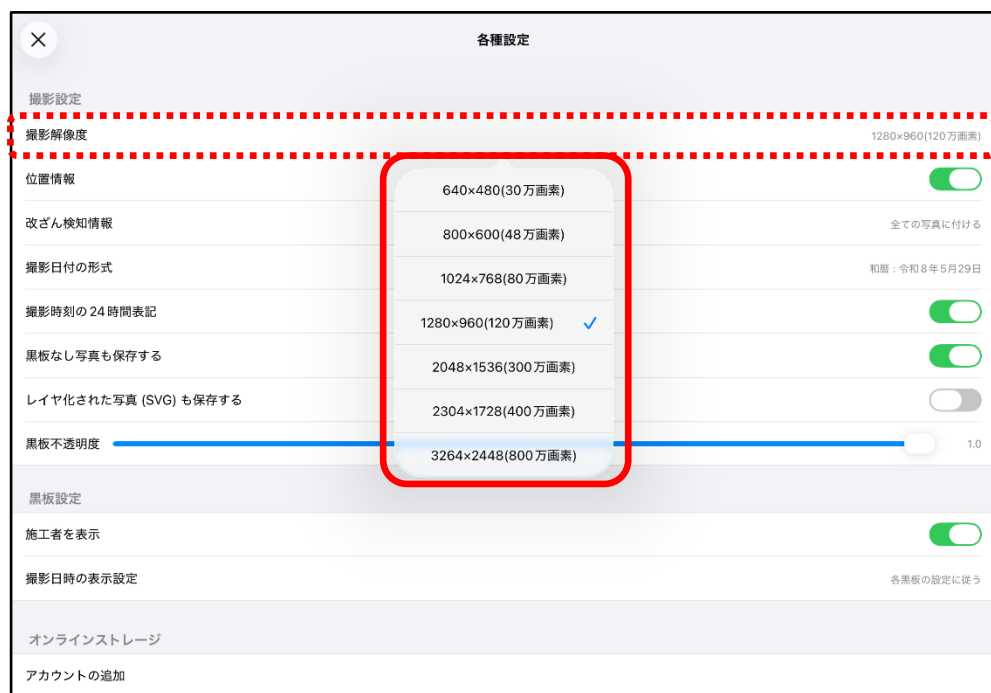 各種設定
撮影設定
撮影解像度 1280×960(120万画素)
位置情報
改ざん検知情報 全ての写真に付ける
撮影日付の形式 和暦 : 令和8年5月29日
撮影時刻の24時間表記
黒板なし写真も保存する
レイヤ化された写真 (SVG) も保存する
黒板不透明度 1.0
640×480(30万画素)
800×600(48万画素)
1024×768(80万画素)
1280×960(120万画素)
2048×1536(300万画素)
2304×1728(400万画素)
3264×2448(800万画素)
黒板設定
施工者を表示
撮影日時の表示設定 各黒板の設定に従う
オンラインストレージ
アカウントの追加